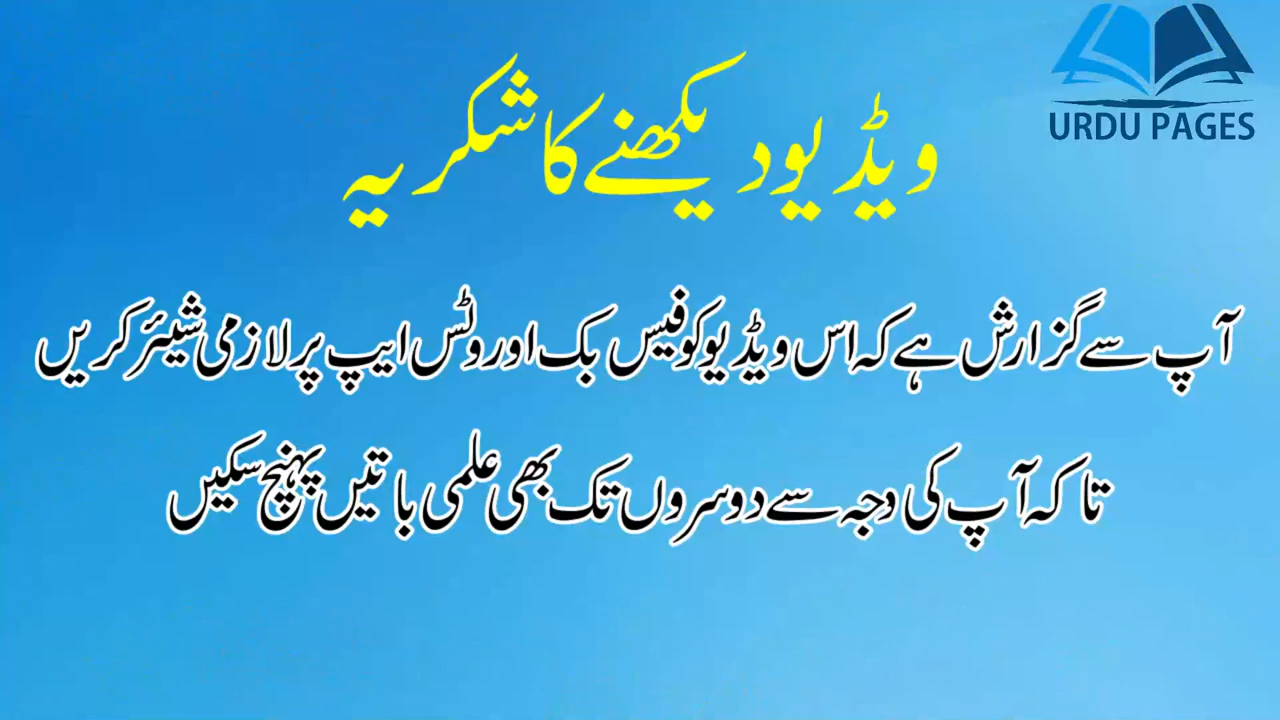 URDU PAGES
ویڈیو دیکھنے کا شکریہ
آپ سے گزارش ہے کہ اس ویڈیو کو فیس بک اور وٹس ایپ پر لازمی شیئر کریں
تاکہ آپ کی وجہ سے دوسروں تک بھی علمی باتیں پہنچ سکیں